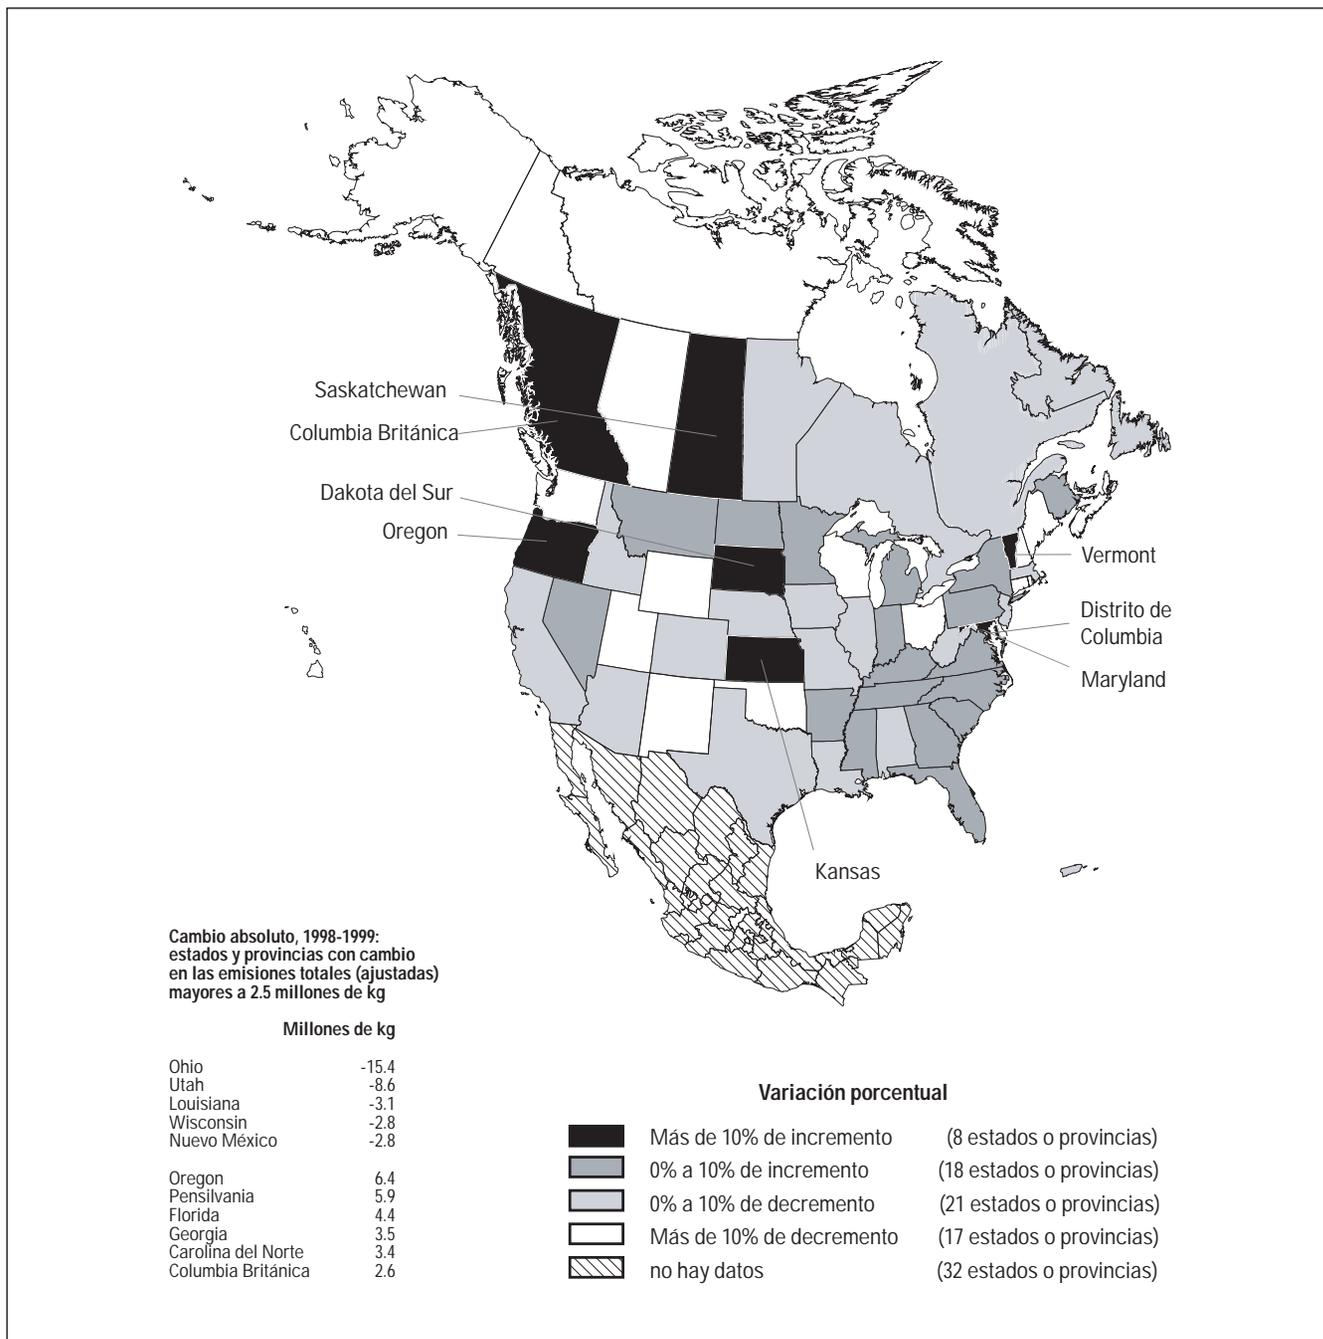 Saskatchewan
Columbia Británica
Dakota del Sur
Oregon
Vermont
Distrito de
Columbia
Maryland
Kansas
Cambio absoluto, 1998-1999:
estados y provincias con cambio
en las emisiones totales (ajustadas)
mayores a 2.5 millones de kg
Millones de kg
Ohio -15.4
Utah -8.6
Louisiana -3.1
Wisconsin -2.8
Nuevo México -2.8
Oregon 6.4
Pensilvania 5.9
Florida 4.4
Georgia 3.5
Carolina del Norte 3.4
Columbia Británica 2.6
Variación porcentual
Más de 10% de incremento (8 estados o provincias)
0% a 10% de incremento (18 estados o provincias)
0% a 10% de decremento (21 estados o provincias)
Más de 10% de decremento (17 estados o provincias)
no hay datos (32 estados o provincias)